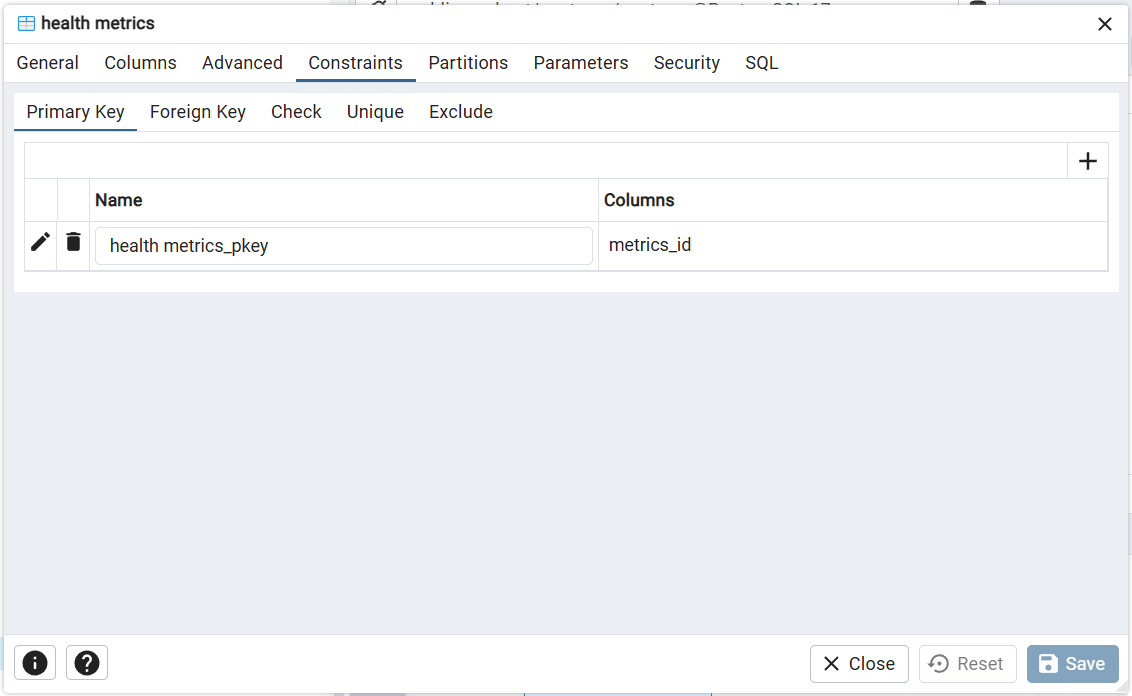 health metrics
General Columns Advanced Constraints Partitions Parameters Security SQL
Primary Key Foreign Key Check Unique Exclude
Name Columns
health metrics_pkey metrics_id
Close Reset Save